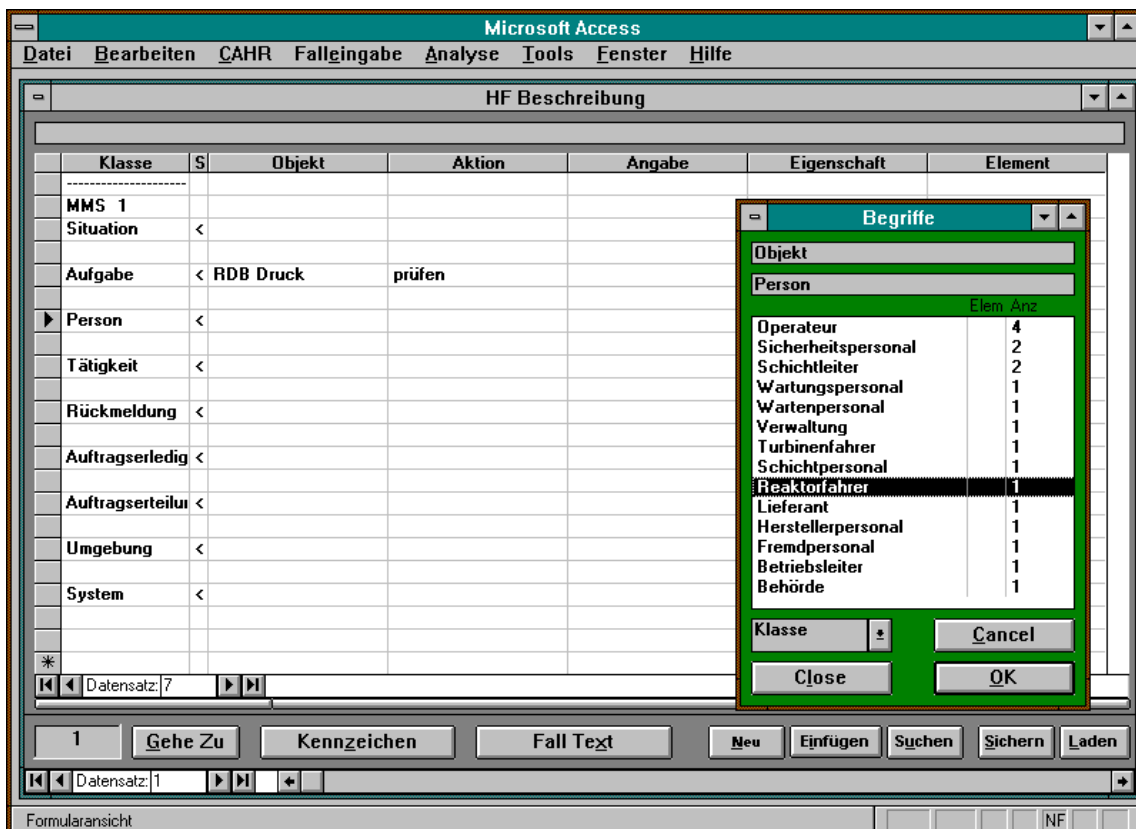 Microsoft Access
Datei Bearbeiten CAHR Falleingabe Analyse Tools Fenster Hilfe
HF Beschreibung
Klasse S Objekt Aktion Angabe Eigenschaft Element
---------------------
MMS 1
Situation <
Aufgabe < RDB Druck prüfen
Person <
Tätigkeit <
Rückmeldung <
Auftragserledig <
Auftragserteilu <
Umgebung <
System <
Datensatz: 7
Begriffe
Objekt
Person
Elem Anz
Operateur 4
Sicherheitspersonal 2
Schichtleiter 2
Wartungspersonal 1
Wartenpersonal 1
Verwaltung 1
Turbinenfahrer 1
Schichtpersonal 1
Reaktorfahrer 1
Lieferant 1
Herstellerpersonal 1
Fremdpersonal 1
Betriebsleiter 1
Behörde 1
Klasse Cancel
Close OK
1 Gehe Zu Kennzeichen Fall Text Neu Einfügen Suchen Sichern Laden
Datensatz: 1
Formularansicht NF